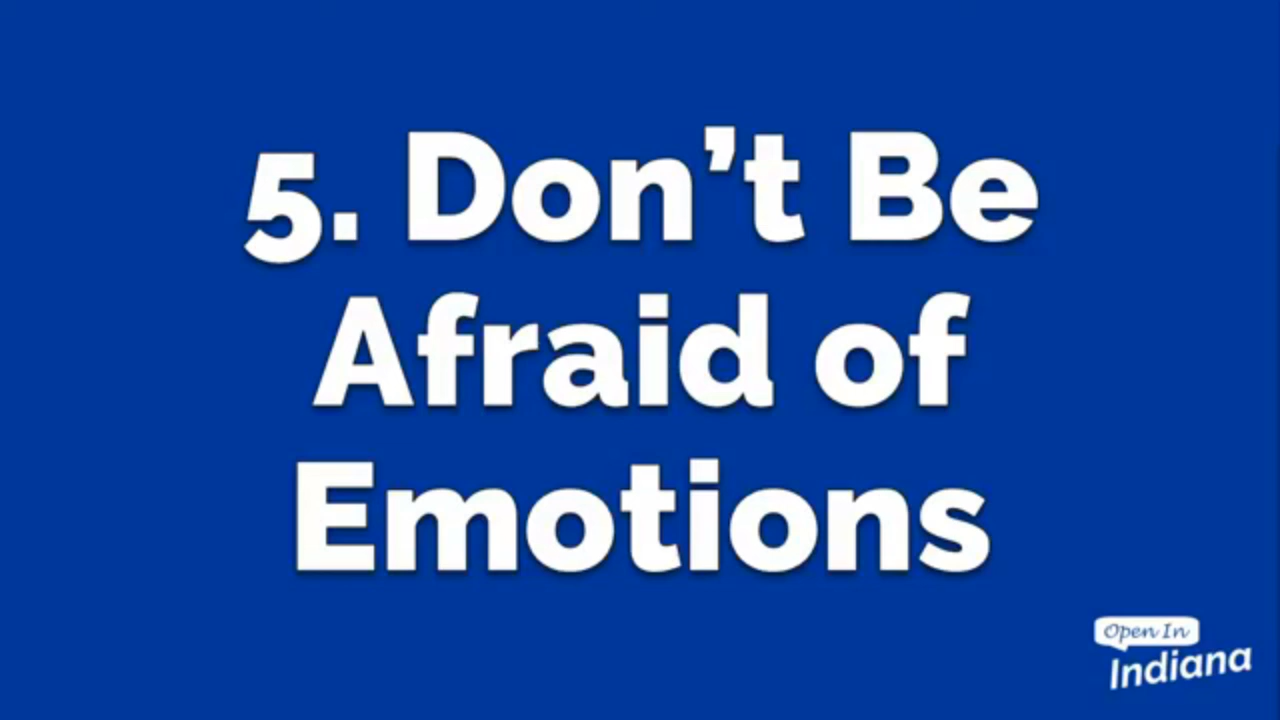 5. Don’t Be
Afraid of
Emotions
Open In
Indiana